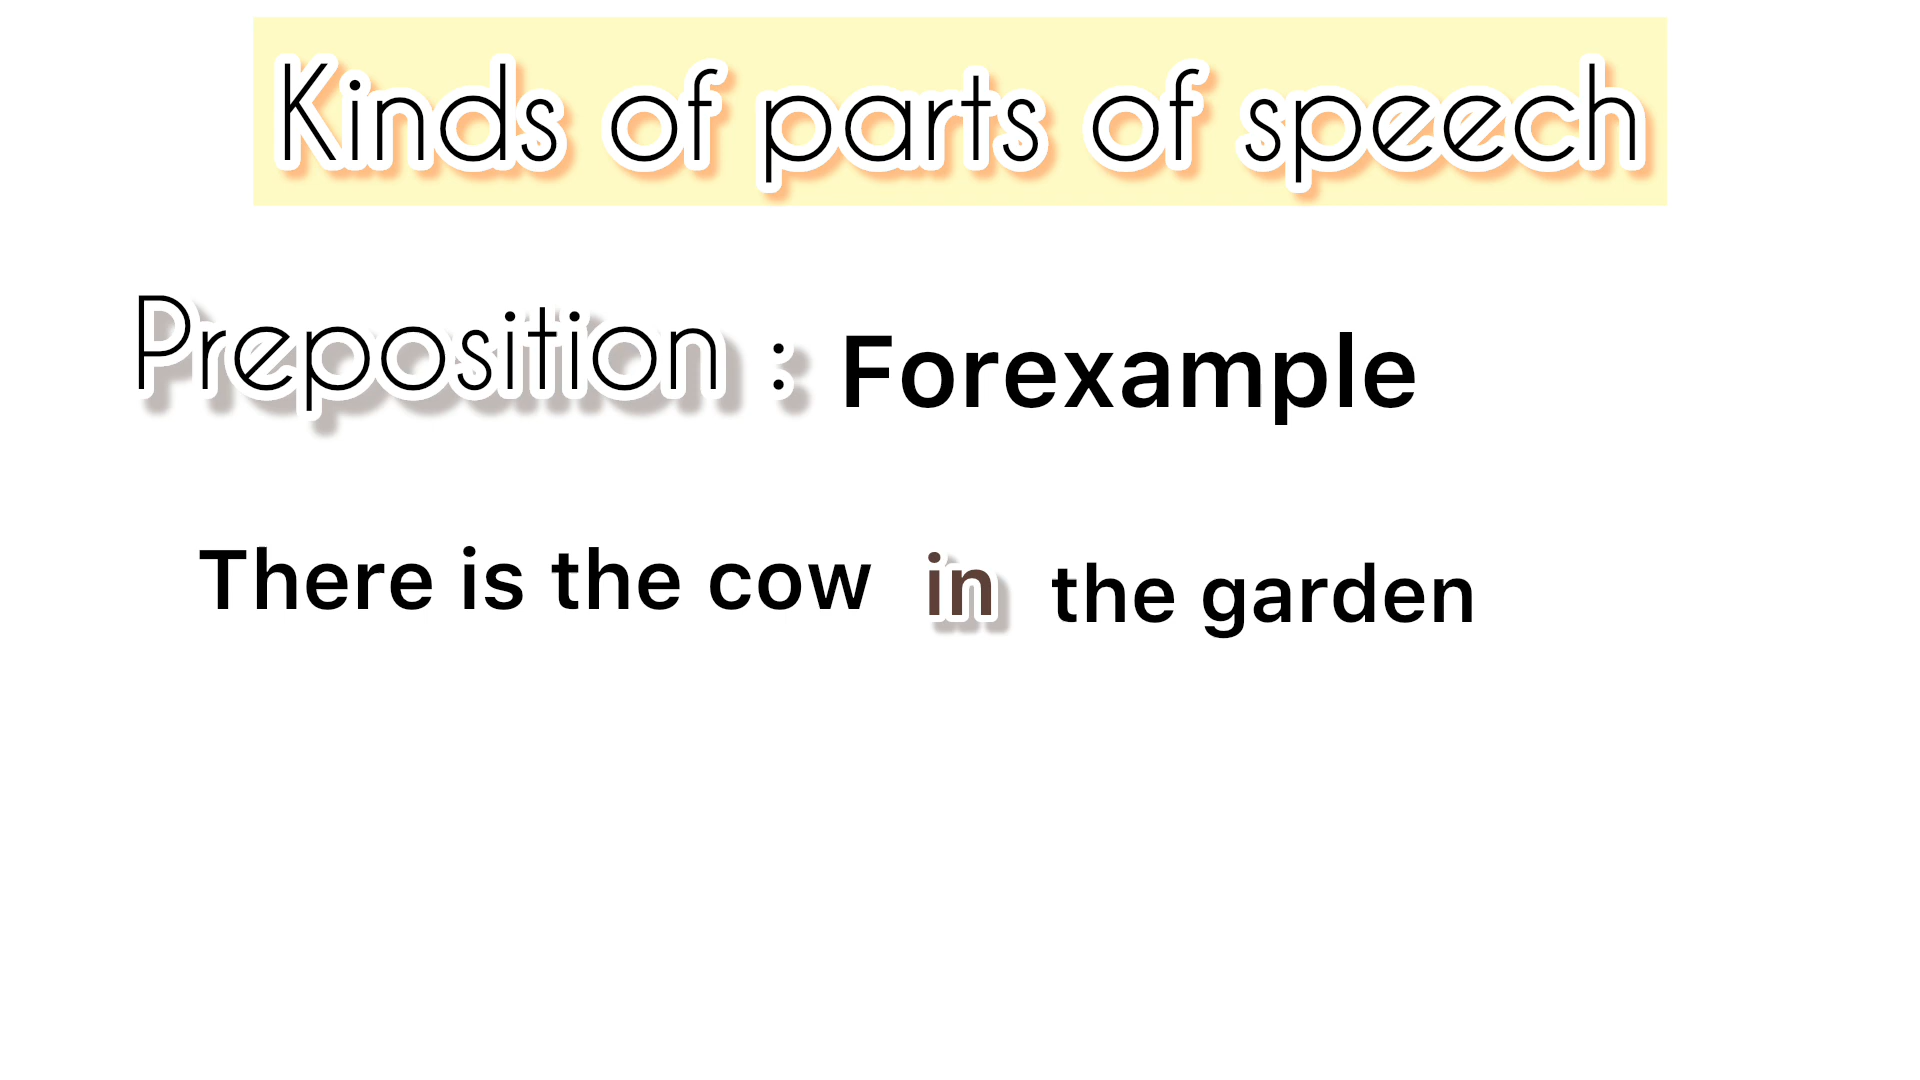 Kinds of parts of speech
Preposition : Forexample
There is the cow in the garden